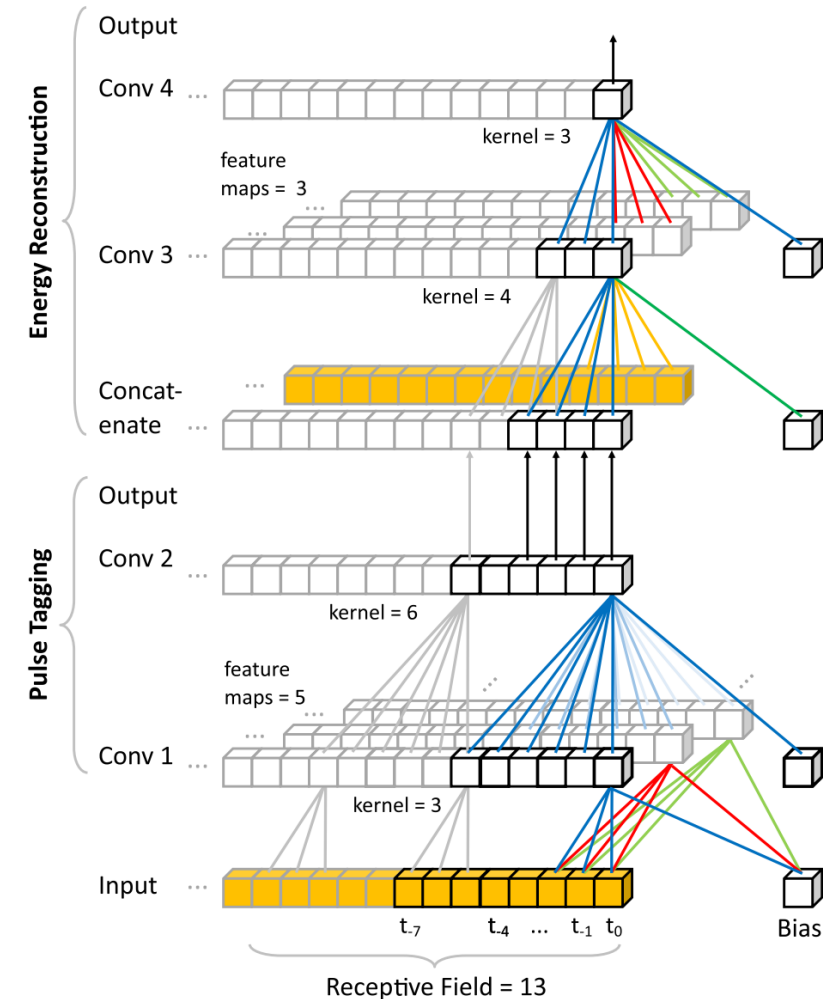 Output
Conv 4 ...
kernel = 3
feature
maps = 3
...
...
Conv 3 ...
kernel = 4
...
Concat-
enate ...
Energy Reconstruction
Output
Conv 2 ...
kernel = 6
feature
maps = 5
...
...
...
...
Conv 1 ...
kernel = 3
Pulse Tagging
Input ...
t-7 t-4 ... t-1 t0 Bias
Receptive Field = 13